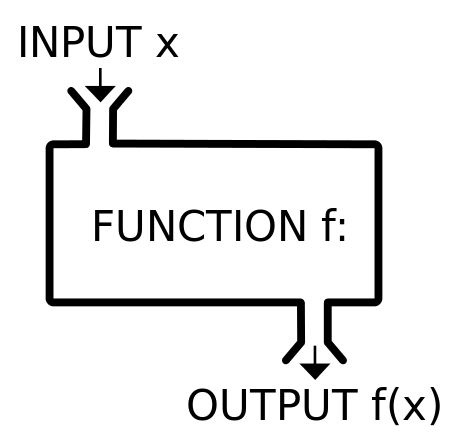 INPUT x
FUNCTION f:
OUTPUT f(x)